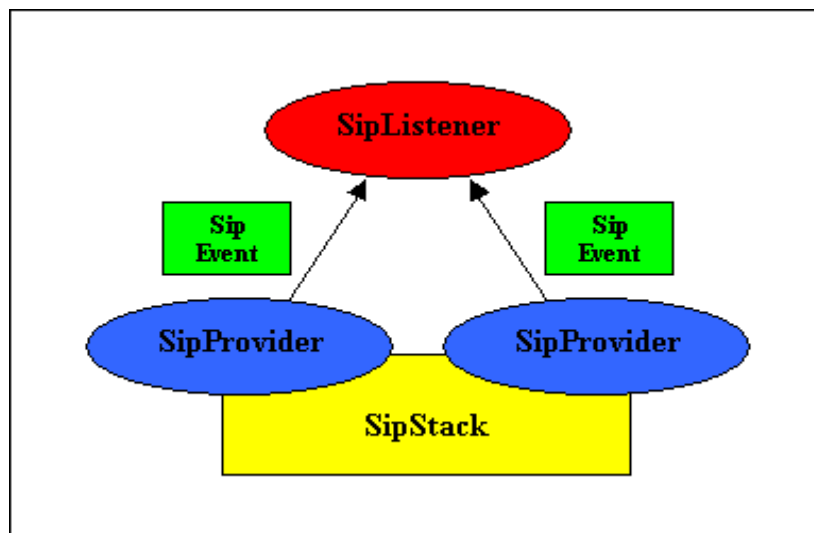 SipListener
Sip
Event
Sip
Event
SipProvider
SipProvider
SipStack